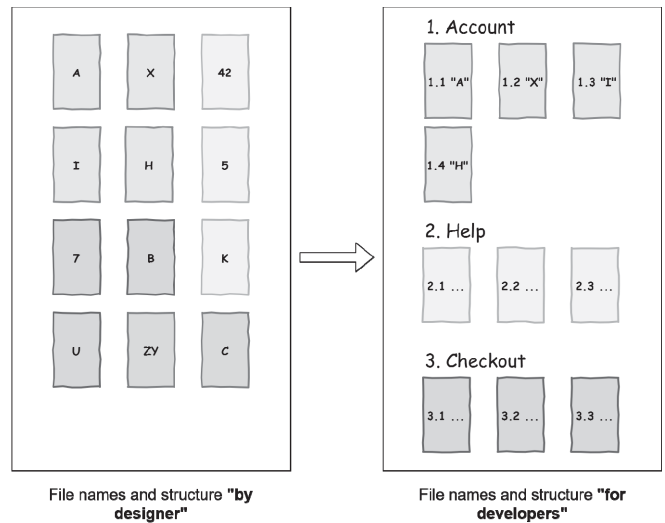 A X 42
I H 5
7 B K
U ZY C
File names and structure "by
designer"
1. Account
1.1 "A" 1.2 "X" 1.3 "I"
1.4 "H"
2. Help
2.1 ... 2.2 ... 2.3 ...
3. Checkout
3.1 ... 3.2 ... 3.3 ...
File names and structure "for
developers"